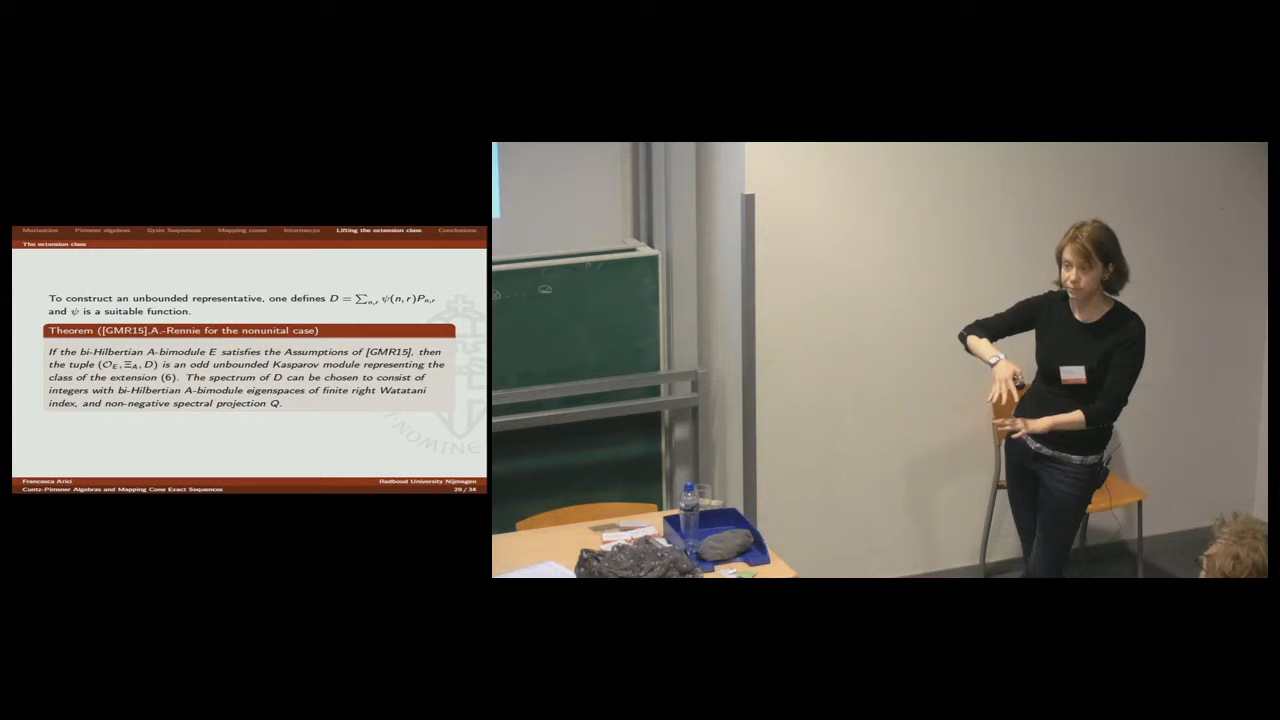 Motivation Pimsner algebras Gysin Sequences Mapping cones Intermezzo Lifting the extension class Conclusions
The extension class
To construct an unbounded representative, one defines D = ∑n,r ψ(n, r)Pn,r
and ψ is a suitable function.
Theorem ([GMR15],A.-Rennie for the nonunital case)
If the bi-Hilbertian A-bimodule E satisfies the Assumptions of [GMR15], then
the tuple (OE, ΞA, D) is an odd unbounded Kasparov module representing the
class of the extension (6). The spectrum of D can be chosen to consist of
integers with bi-Hilbertian A-bimodule eigenspaces of finite right Watatani
index, and non-negative spectral projection Q.
NOMINE
Francesca Arici Radboud University Nijmegen
Cuntz-Pimsner Algebras and Mapping Cone Exact Sequences 29 / 34